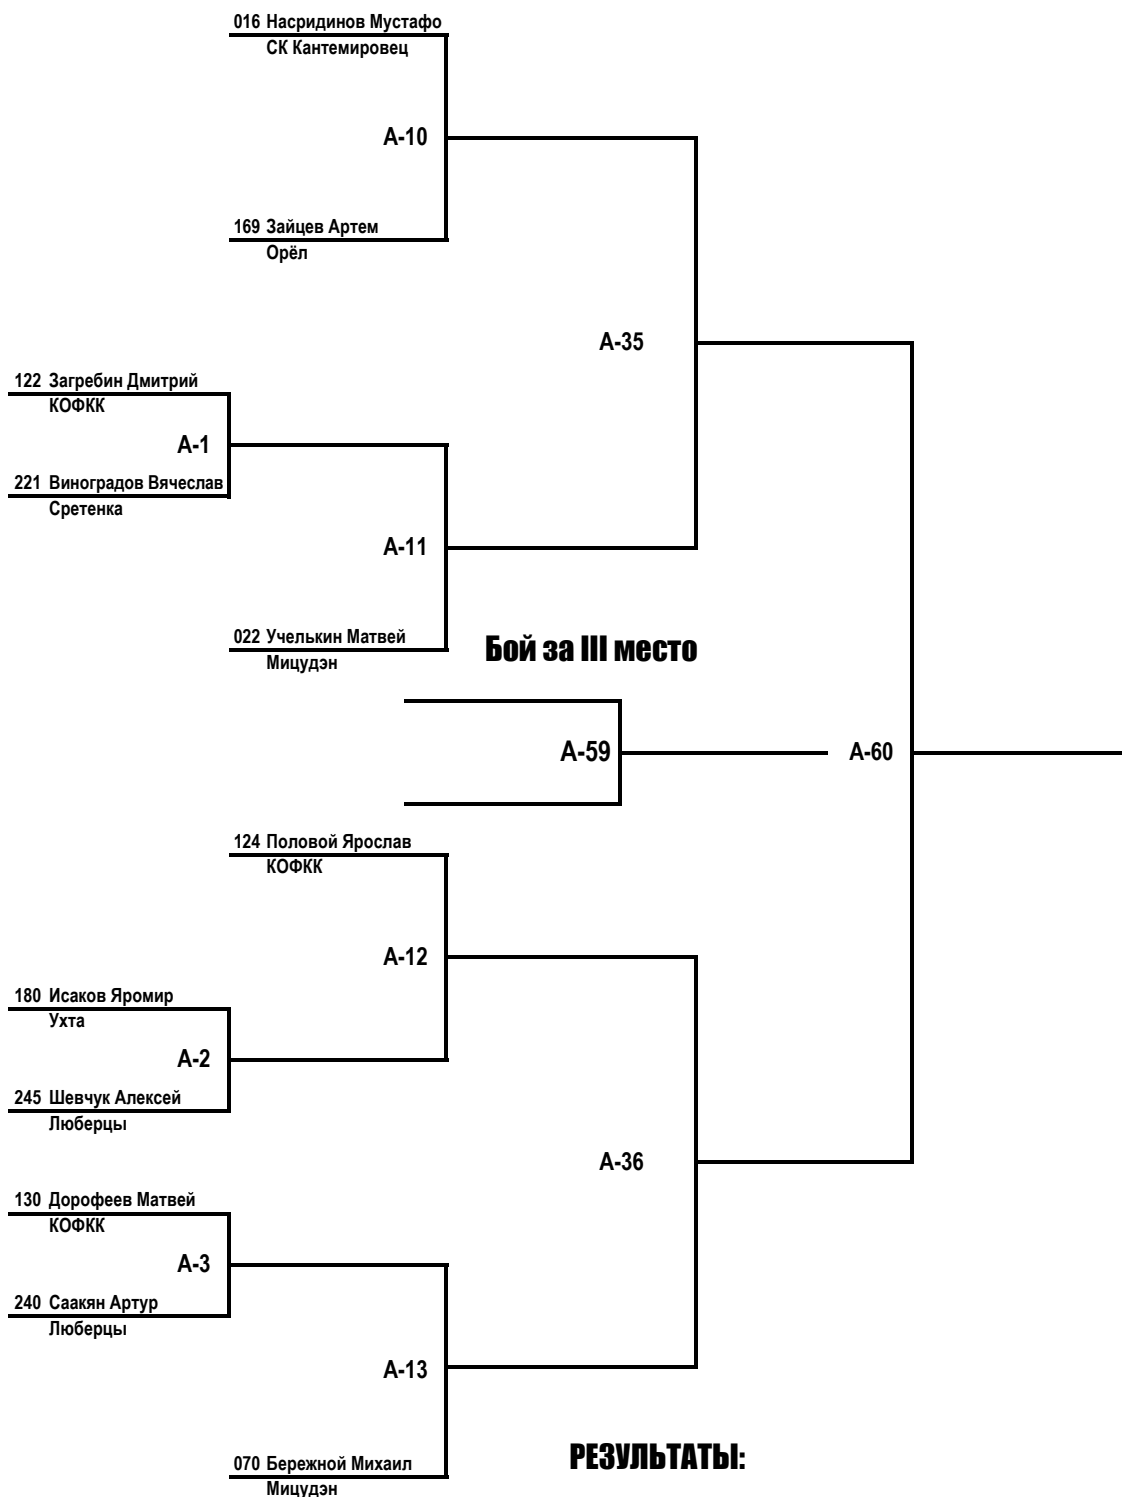 016 Насридинов Мустафо
СК Кантемировец
А-10
169 Зайцев Артем
Орёл
А-35
122 Загребин Дмитрий
КОФКК
А-1
221 Виноградов Вячеслав
Сретенка
А-11
022 Учелькин Матвей
Мицудэн
Бой за III место
А-59
А-60
124 Половой Ярослав
КОФКК
А-12
180 Исаков Яромир
Ухта
А-2
245 Шевчук Алексей
Люберцы
А-36
130 Дорофеев Матвей
КОФКК
А-3
240 Саакян Артур
Люберцы
А-13
070 Бережной Михаил
Мицудэн
РЕЗУЛЬТАТЫ: